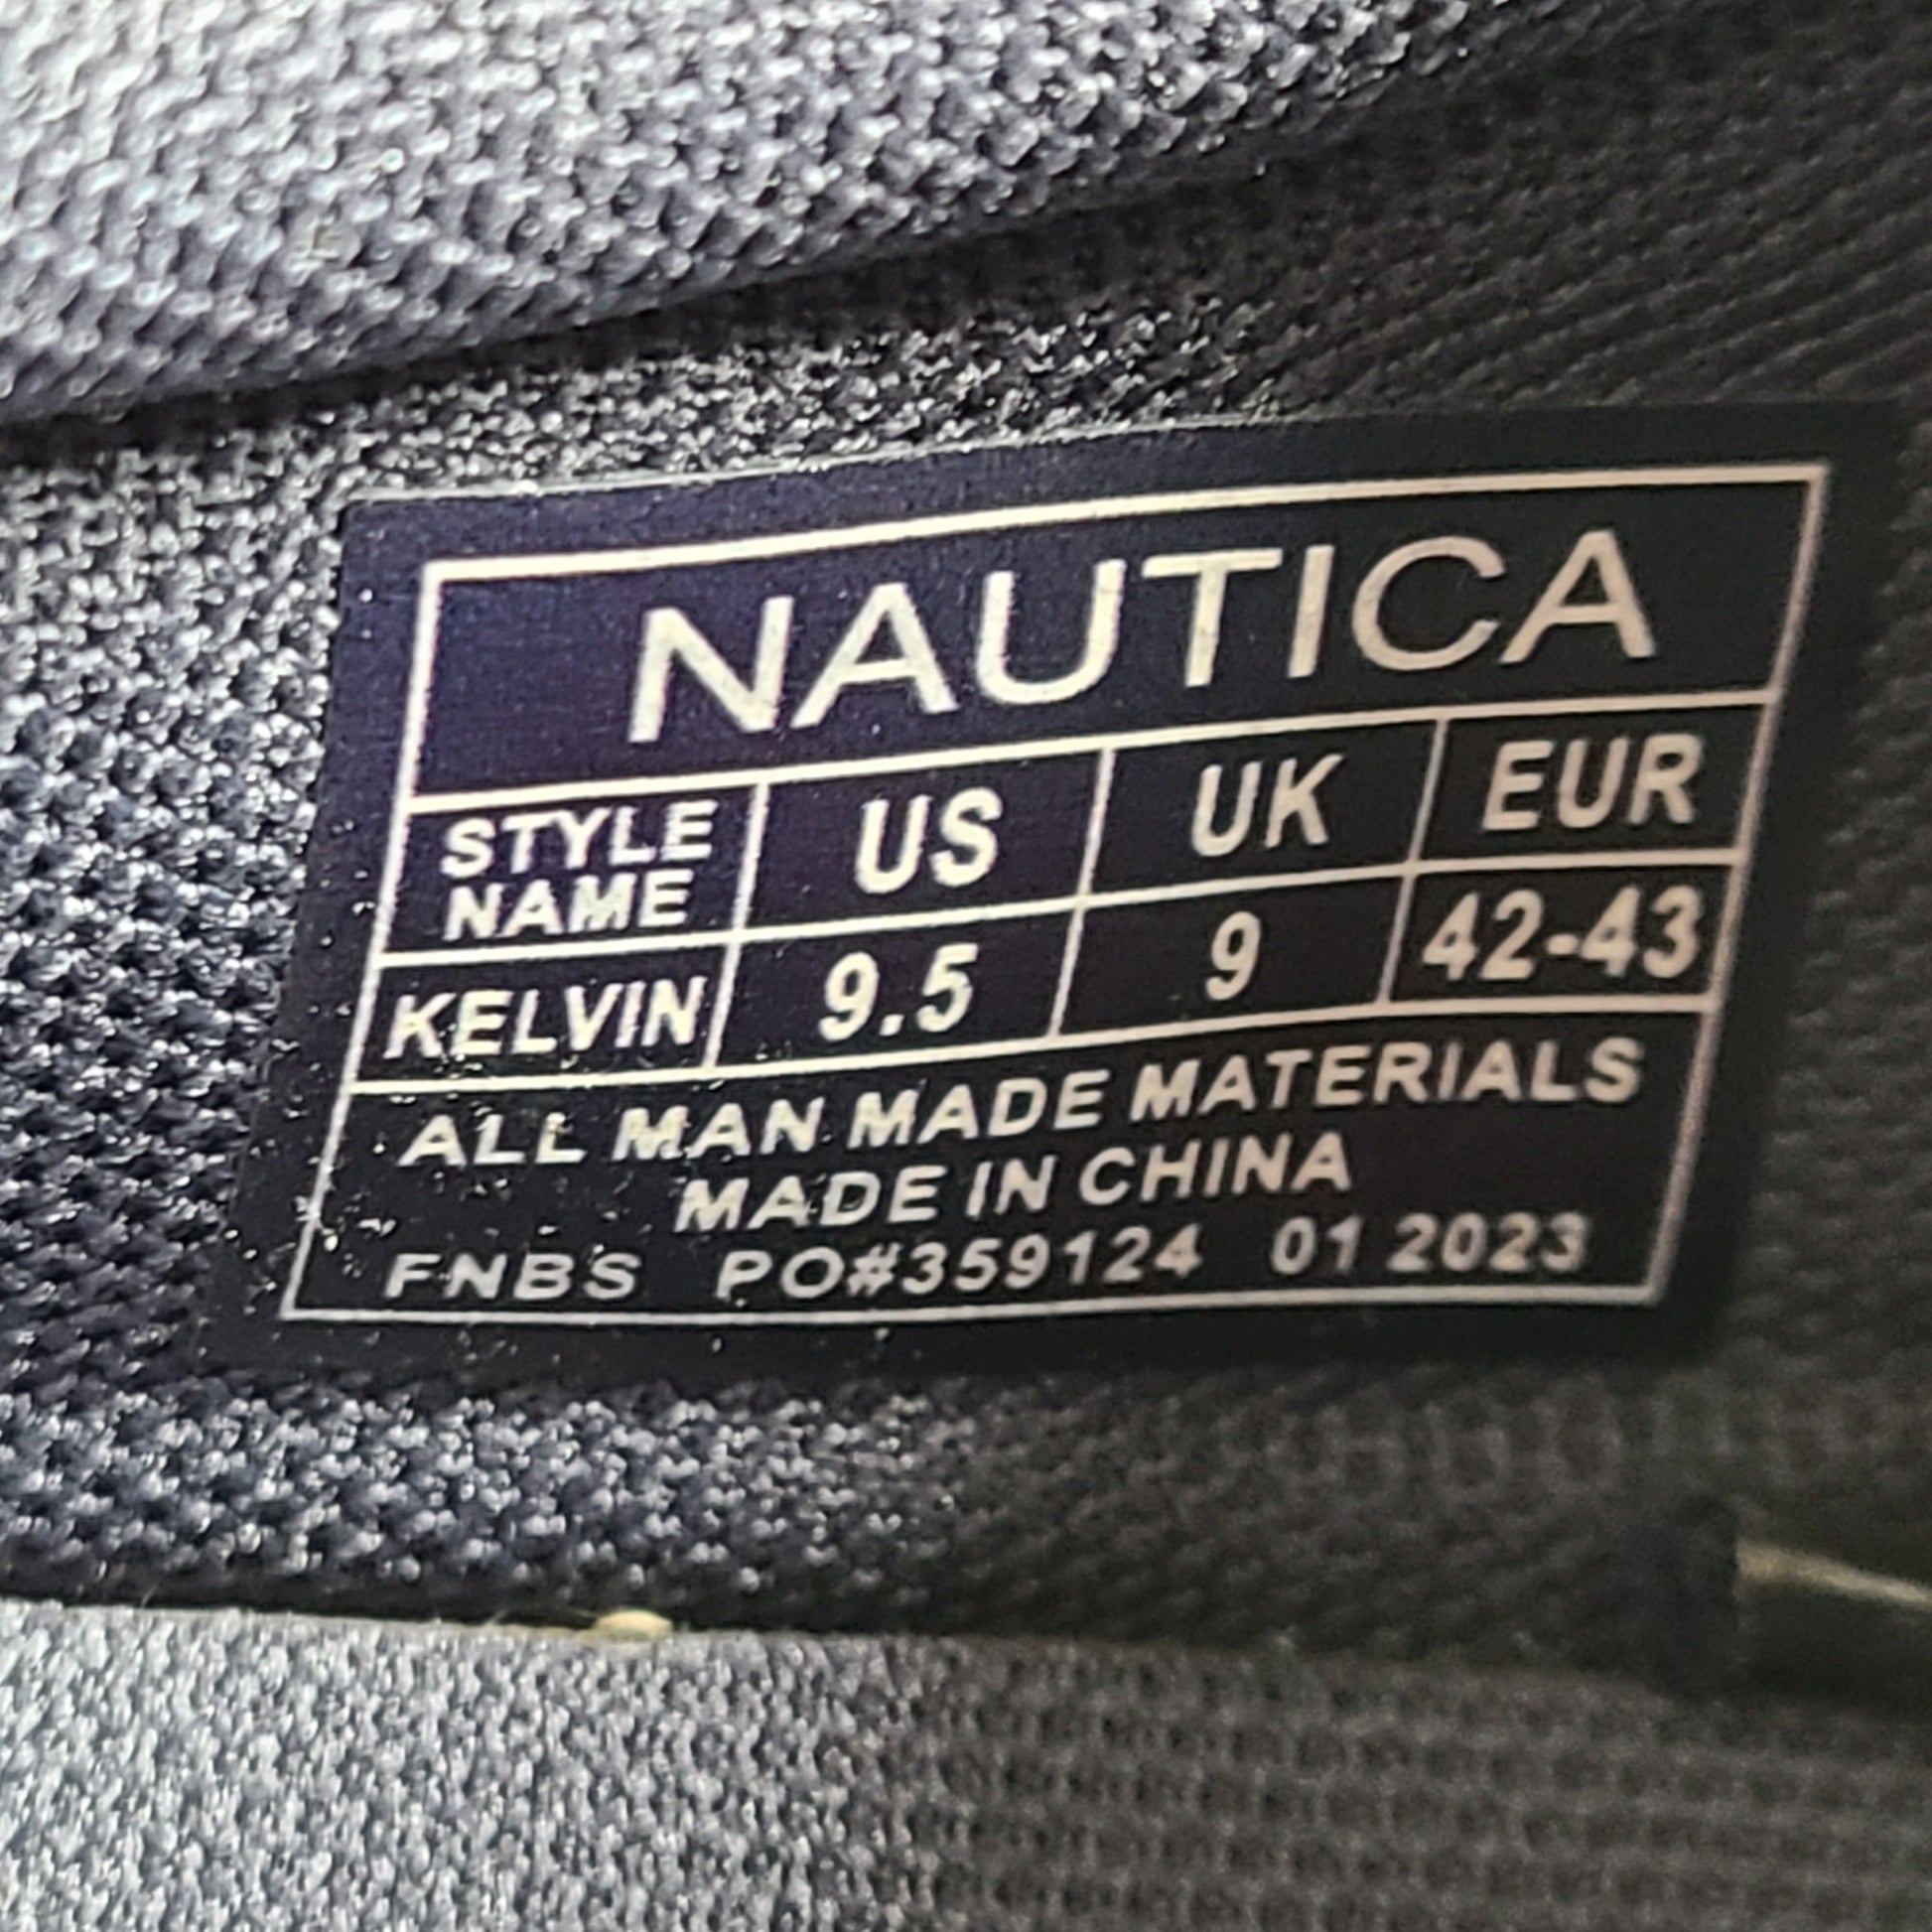 NAUTICA
STYLE NAME US UK EUR
KELVIN 9.5 9 42-43
ALL MAN MADE MATERIALS
MADE IN CHINA
FNBS PO#359124 01 2023